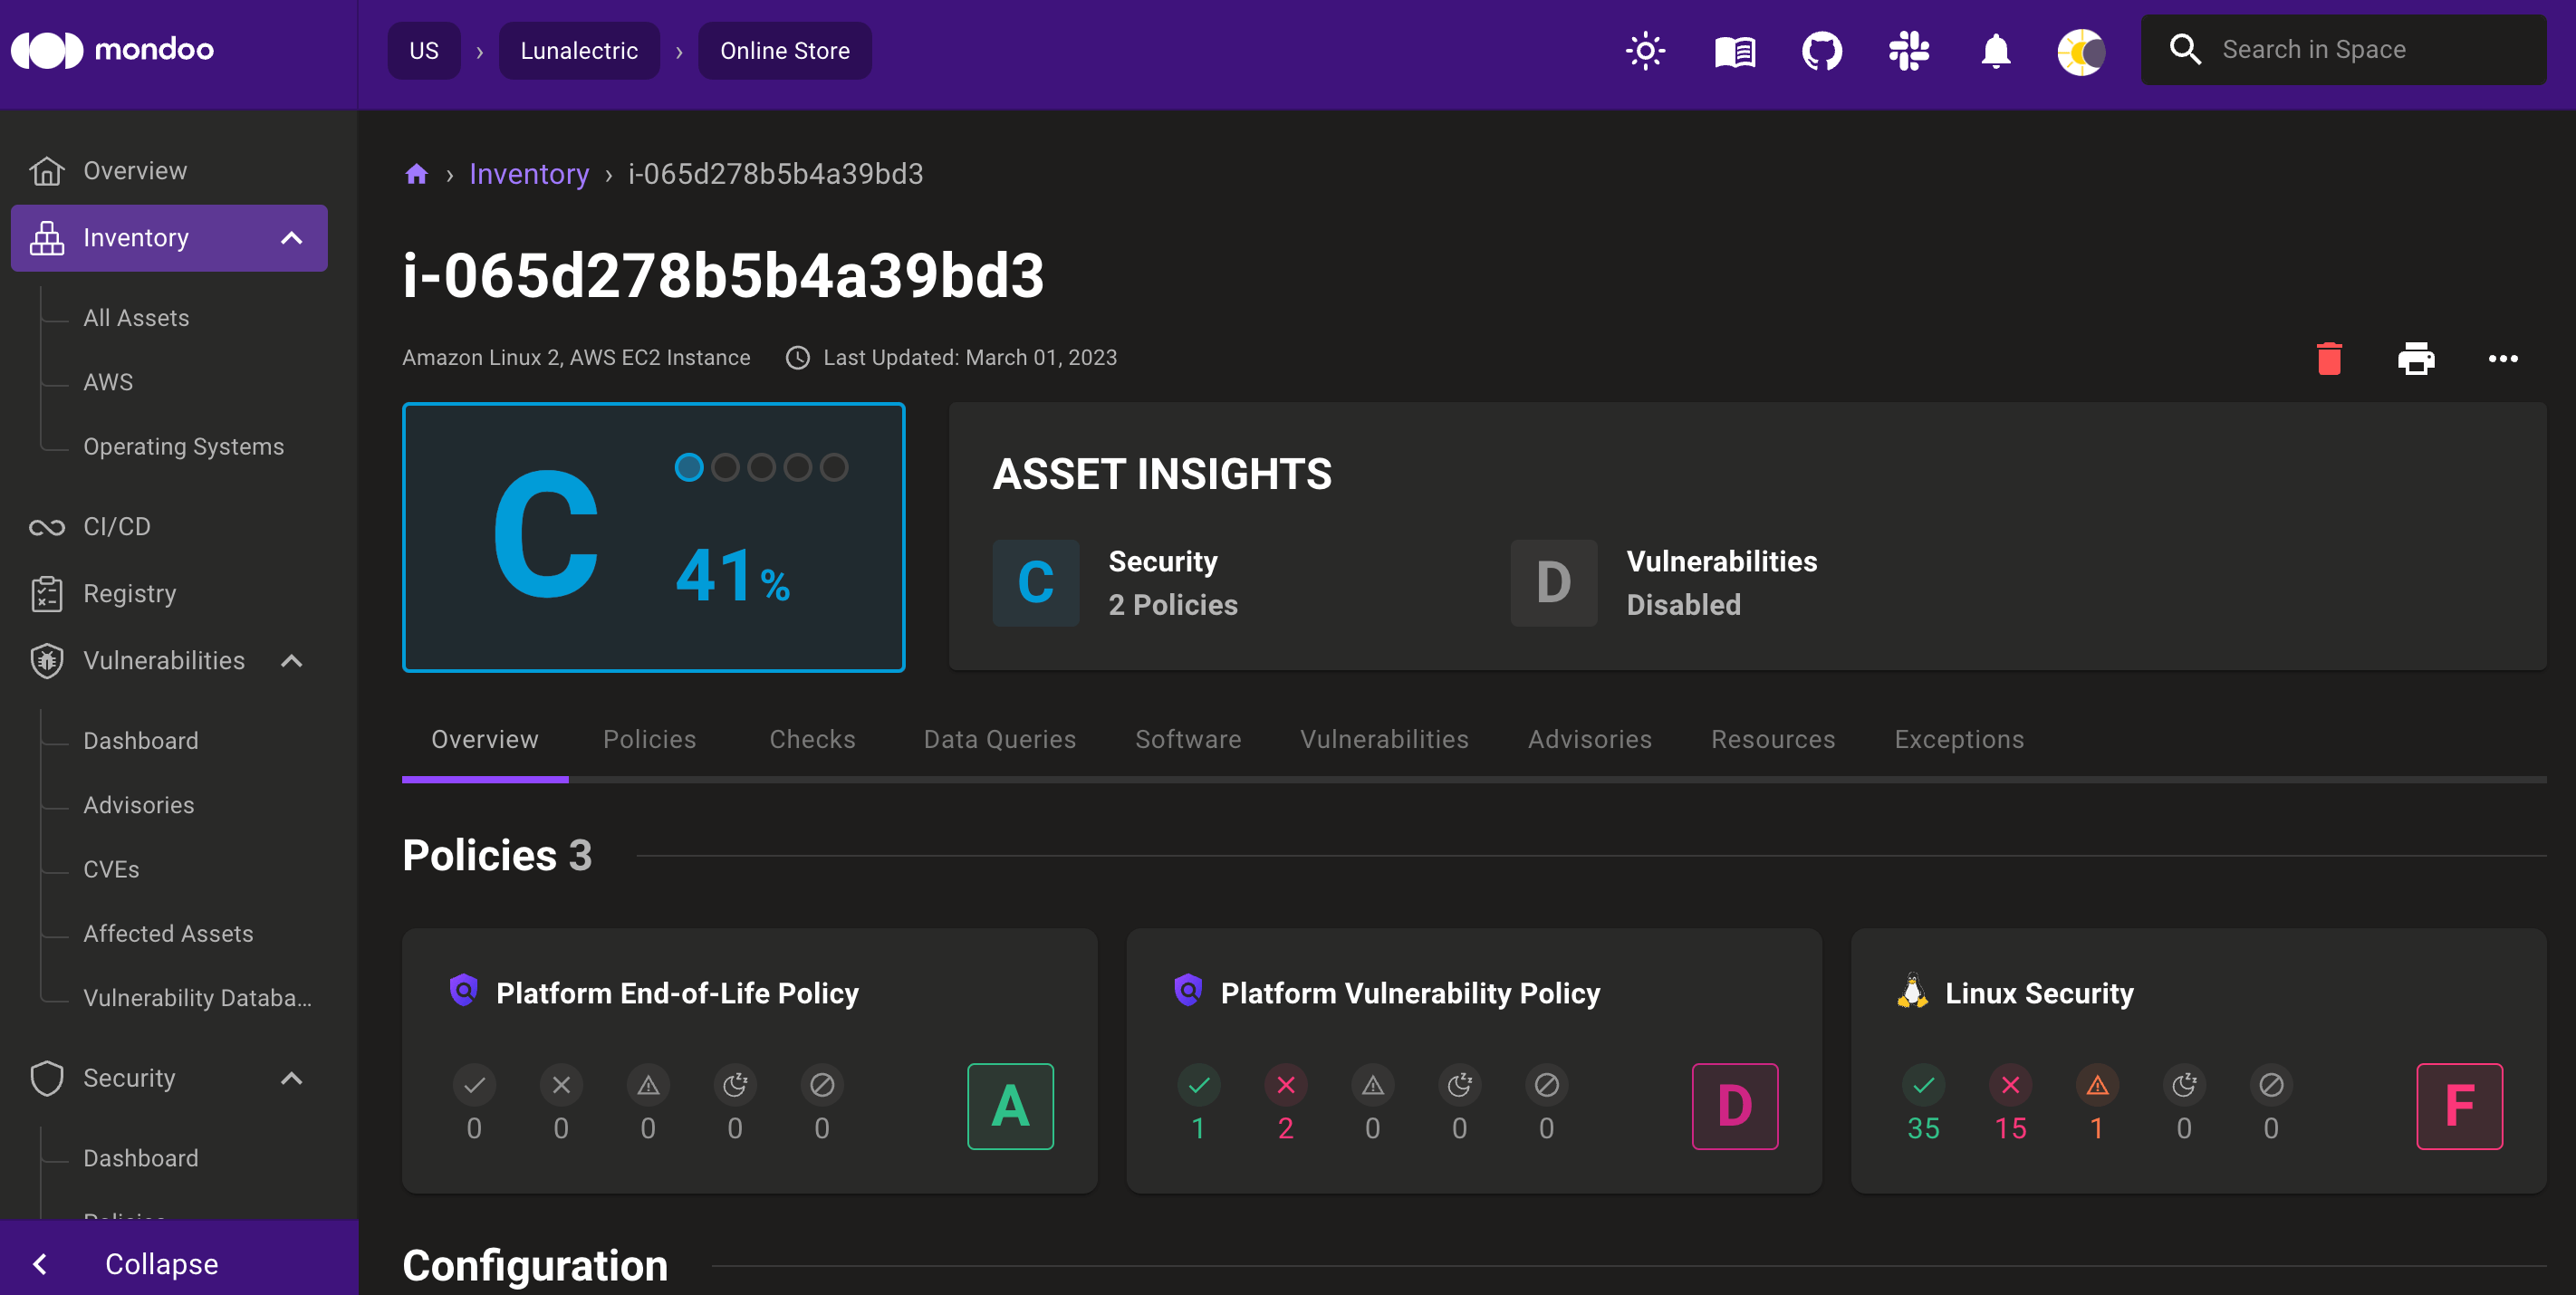 mondoo
US › Lunalectric › Online Store
Search in Space
Overview
Inventory
All Assets
AWS
Operating Systems
CI/CD
Registry
Vulnerabilities
Dashboard
Advisories
CVEs
Affected Assets
Vulnerability Databa...
Security
Dashboard
Policies
Collapse
› Inventory › i-065d278b5b4a39bd3
i-065d278b5b4a39bd3
Amazon Linux 2, AWS EC2 Instance Last Updated: March 01, 2023
C
41%
ASSET INSIGHTS
C Security
2 Policies
D Vulnerabilities
Disabled
Overview Policies Checks Data Queries Software Vulnerabilities Advisories Resources Exceptions
Policies 3
Platform End-of-Life Policy
0 0 0 0 0
A
Platform Vulnerability Policy
1 2 0 0 0
D
Linux Security
35 15 1 0 0
F
Configuration